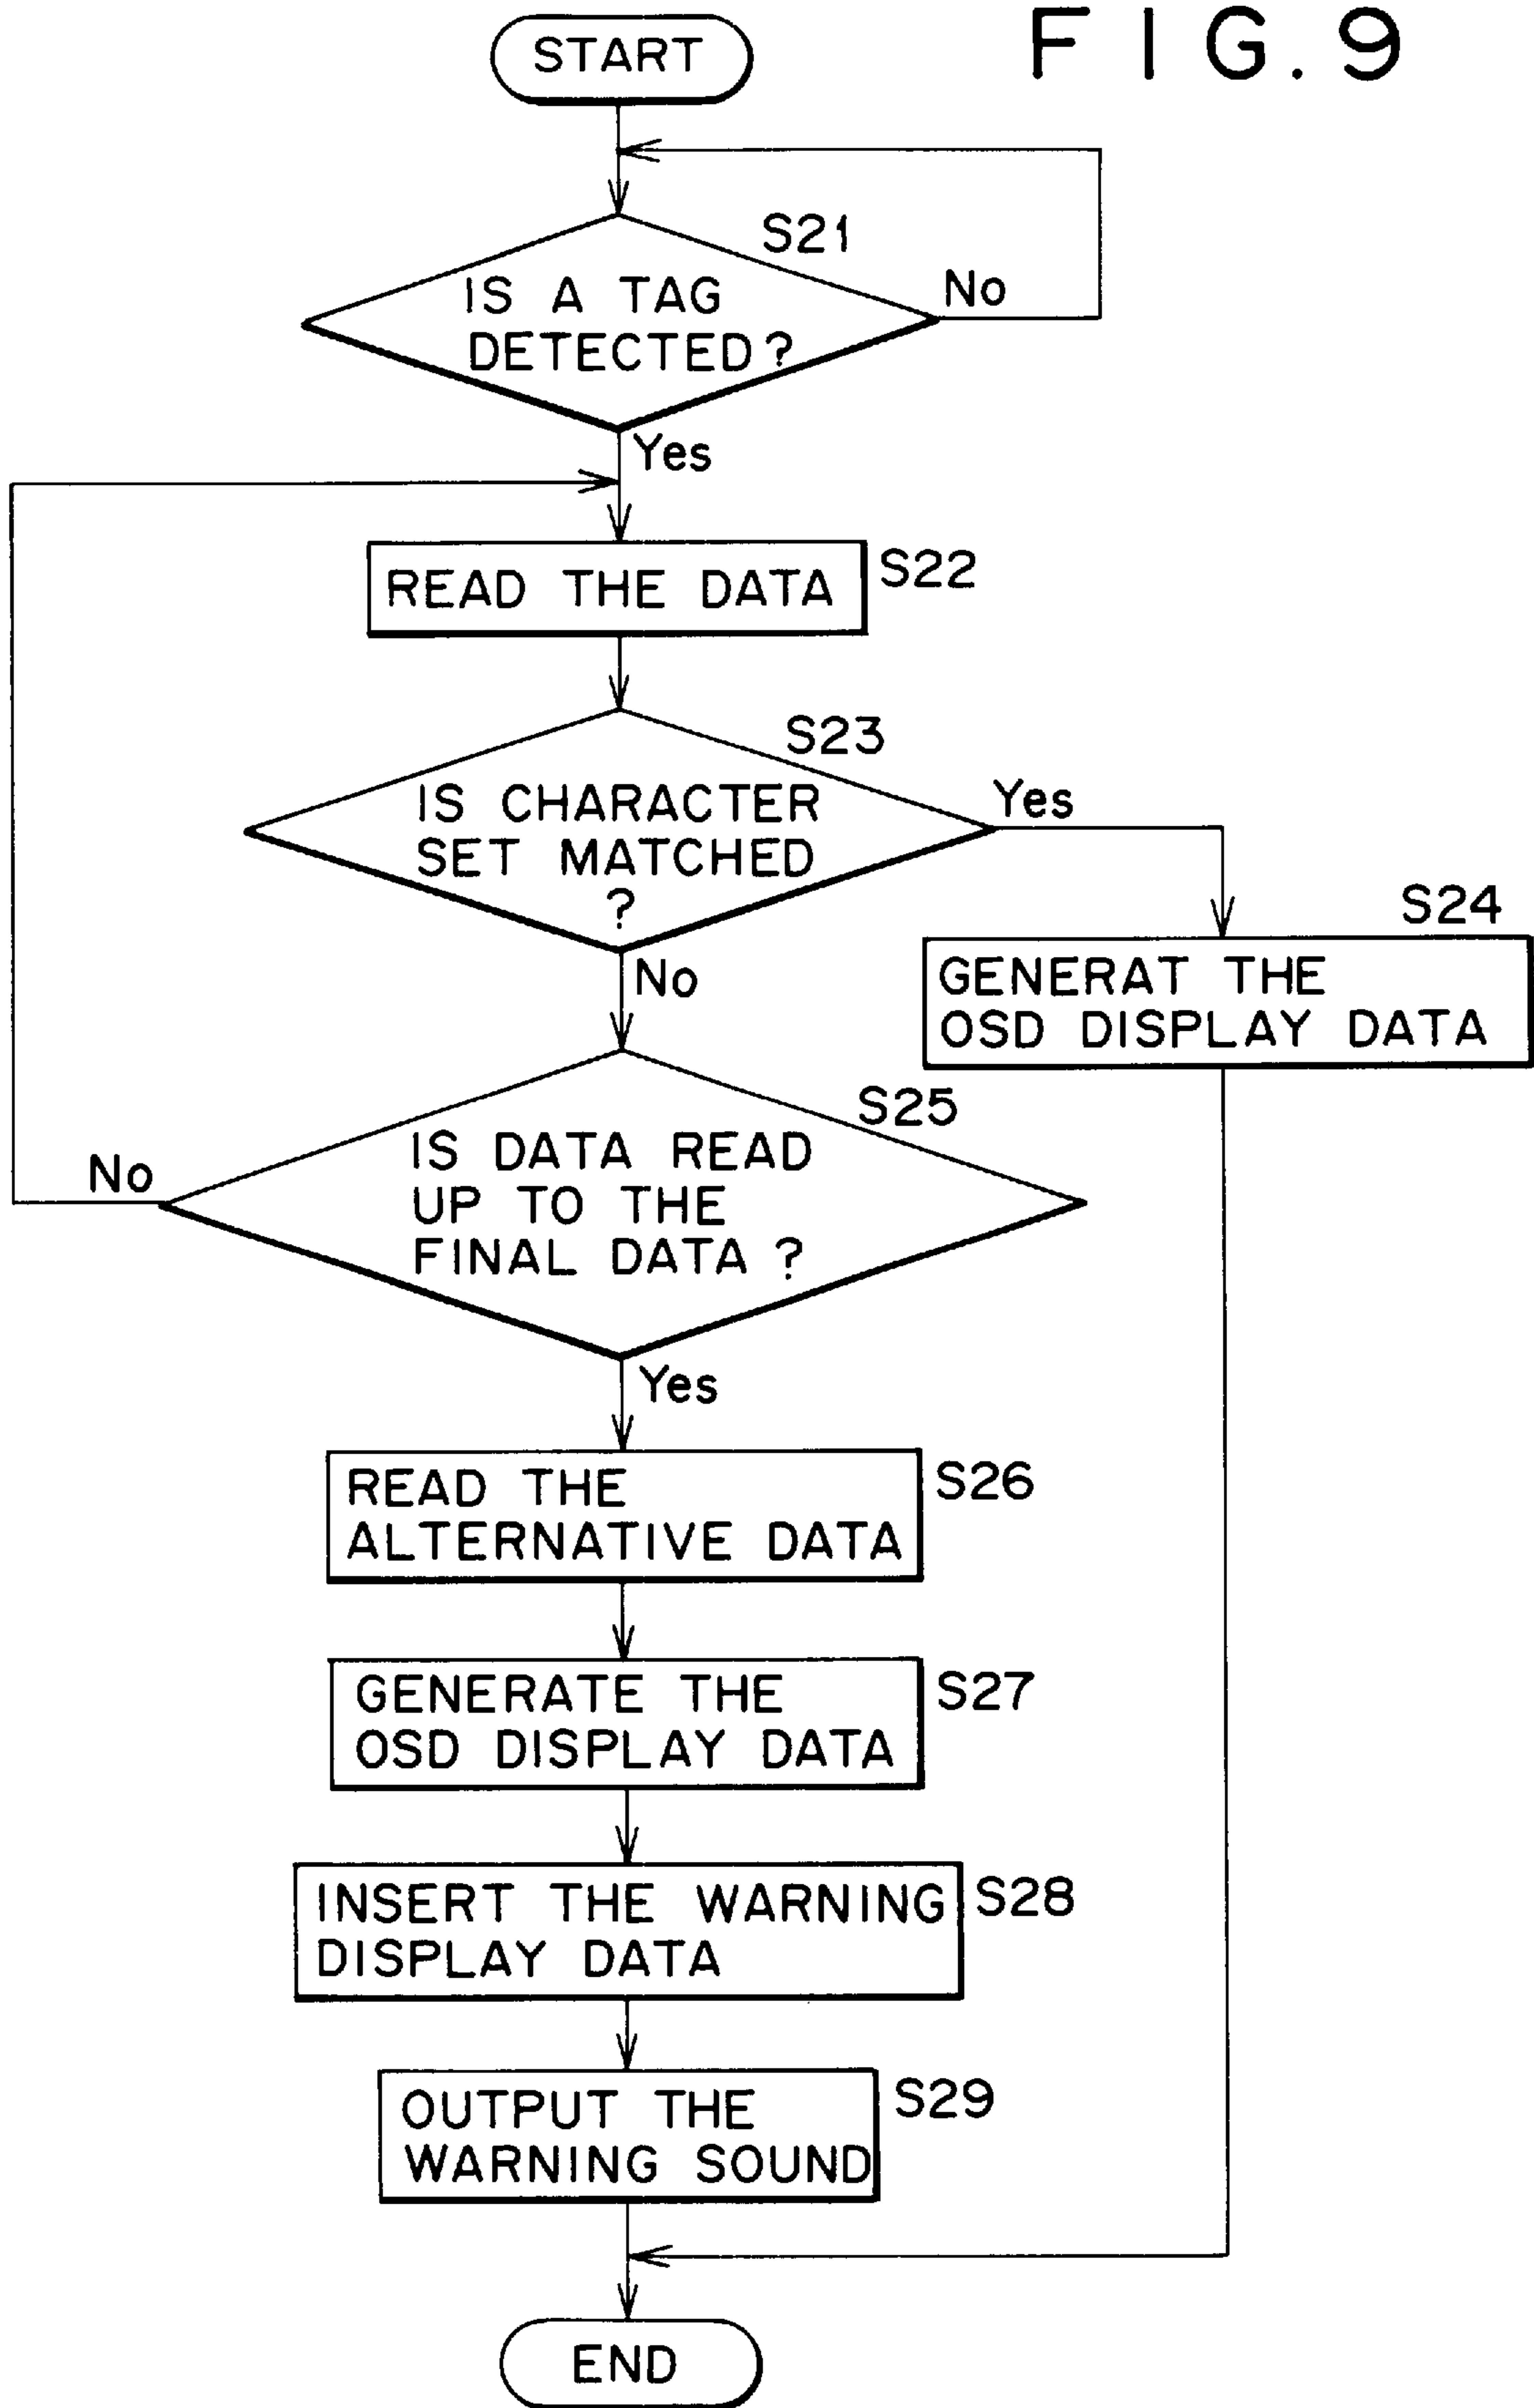 FIG. 9
START
S21
IS A TAG
DETECTED?
No
Yes
READ THE DATA
S22
S23
IS CHARACTER
SET MATCHED
?
Yes
No
S24
GENERAT THE
OSD DISPLAY DATA
S25
IS DATA READ
UP TO THE
FINAL DATA ?
No
Yes
READ THE
ALTERNATIVE DATA
S26
GENERATE THE
OSD DISPLAY DATA
S27
INSERT THE WARNING
DISPLAY DATA
S28
OUTPUT THE
WARNING SOUND
S29
END